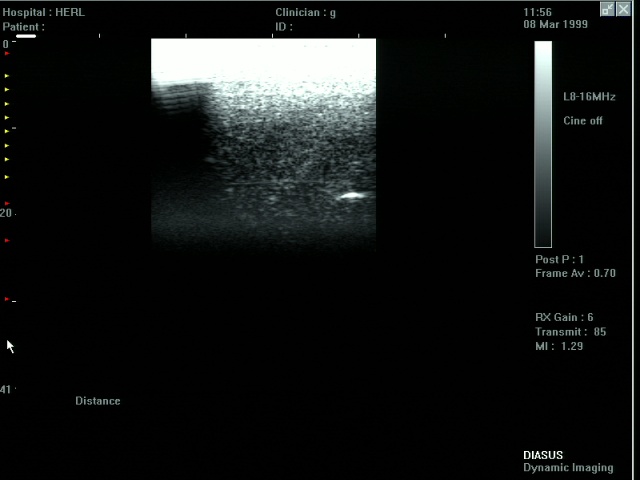 Hospital : HERL
Clinician : g
11:56
Patient :
ID :
08 Mar 1999
0
L8-16MHz
Cine off
20
Post P : 1
Frame Av : 0.70
RX Gain : 6
Transmit : 85
MI : 1.29
41
Distance
DIASUS
Dynamic Imaging